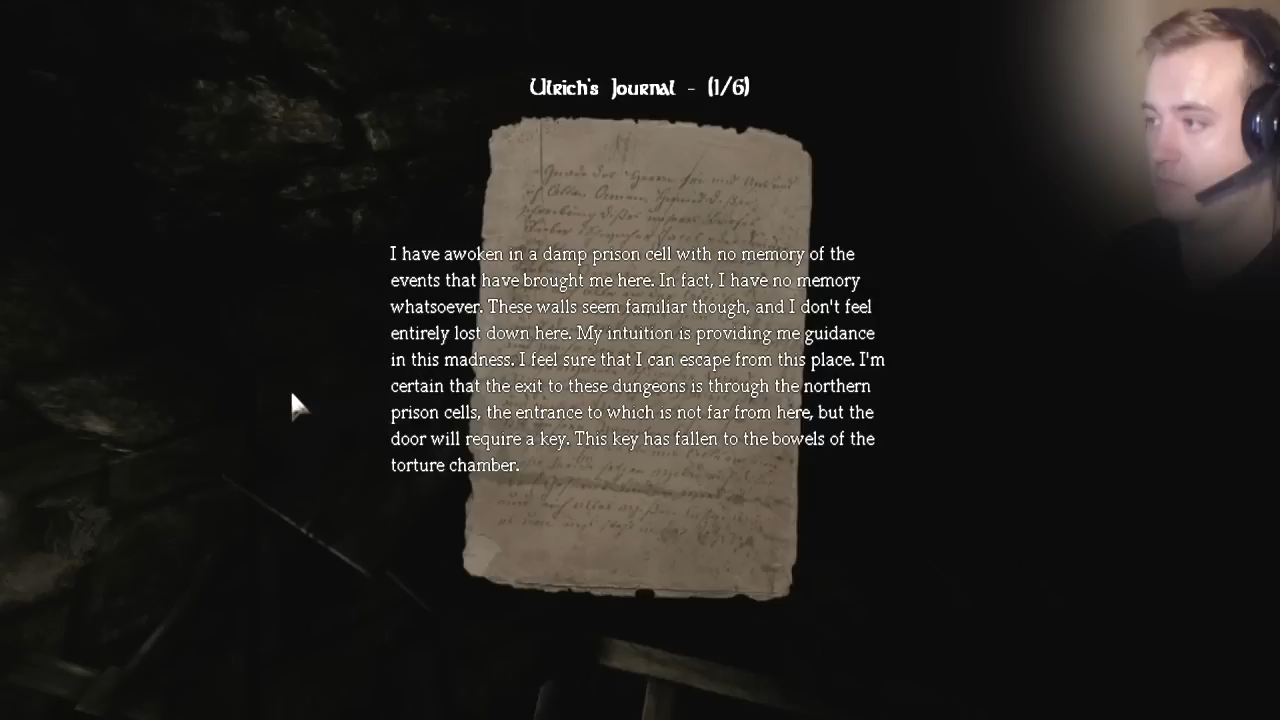 Ulrich's Journal - (1/6)
I have awoken in a damp prison cell with no memory of the
events that have brought me here. In fact, I have no memory
whatsoever. These walls seem familiar though, and I don't feel
entirely lost down here. My intuition is providing me guidance
in this madness. I feel sure that I can escape from this place. I'm
certain that the exit to these dungeons is through the northern
prison cells, the entrance to which is not far from here, but the
door will require a key. This key has fallen to the bowels of the
torture chamber.